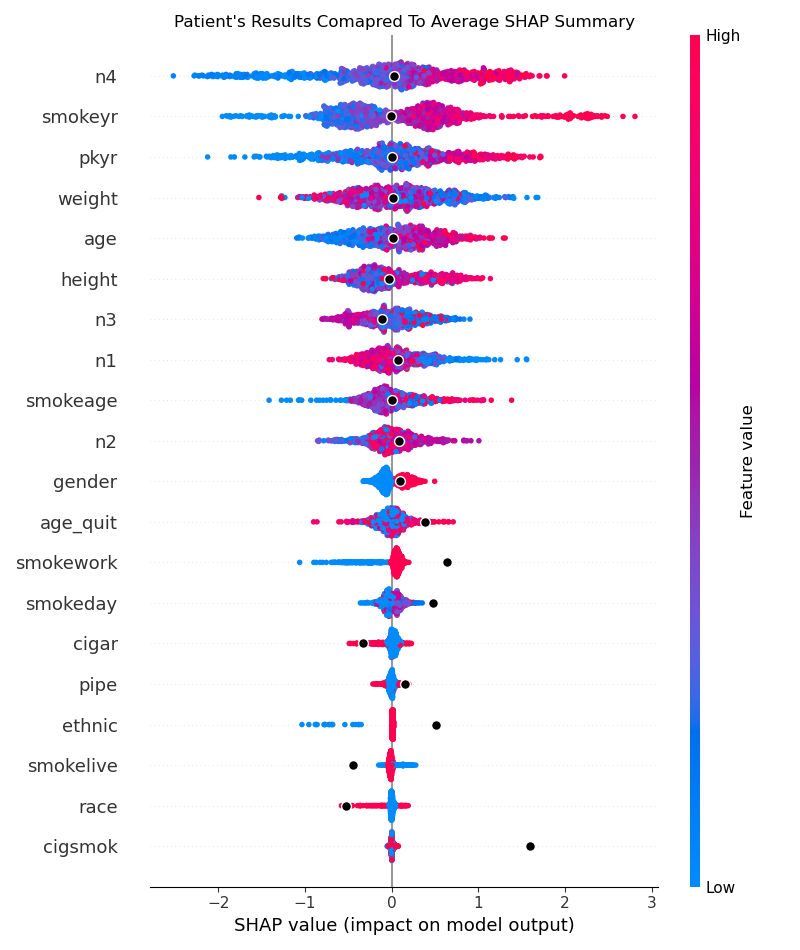 Patient's Results Comapred To Average SHAP Summary
High
n4
smokeyr
pkyr
weight
age
height
n3
n1
smokeage
n2
gender
age_quit
smokework
smokeday
cigar
pipe
ethnic
smokelive
race
cigsmok
Feature value
Low
−2 −1 0 1 2 3
SHAP value (impact on model output)